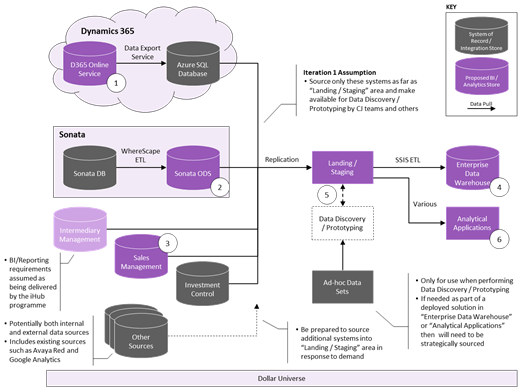 Dynamics 365
D365 Online
Service
1
Data Export
Service
Azure SQL
Database
KEY
System of
Record /
Integration Store
Proposed BI /
Analytics Store
Data Pull
Iteration 1 Assumption
• Source only these systems as far as
"Landing / Staging" area and make
available for Data Discovery /
Prototyping by CJ teams and others
Sonata
Sonata DB
WhereScape
ETL
Sonata ODS
2
Replication
Landing /
Staging
SSIS ETL
Enterprise
Data
Warehouse
4
5
Various
Analytical
Applications
6
Data Discovery
/ Prototyping
Intermediary
Management
3
Sales
Management
Investment
Control
Ad-hoc Data
Sets
• BI/Reporting
requirements
assumed as
being delivered
by the iHub
programme
• Only for use when performing
Data Discovery / Prototyping
• If needed as part of a
deployed solution in
"Enterprise Data Warehouse"
or "Analytical Applications"
then will need to be
strategically sourced
• Potentially both internal
and external data sources
• Includes existing sources
such as Avaya Red and
Google Analytics
Other
Sources
• Be prepared to source
additional systems into
"Landing / Staging" area in
response to demand
Dollar Universe